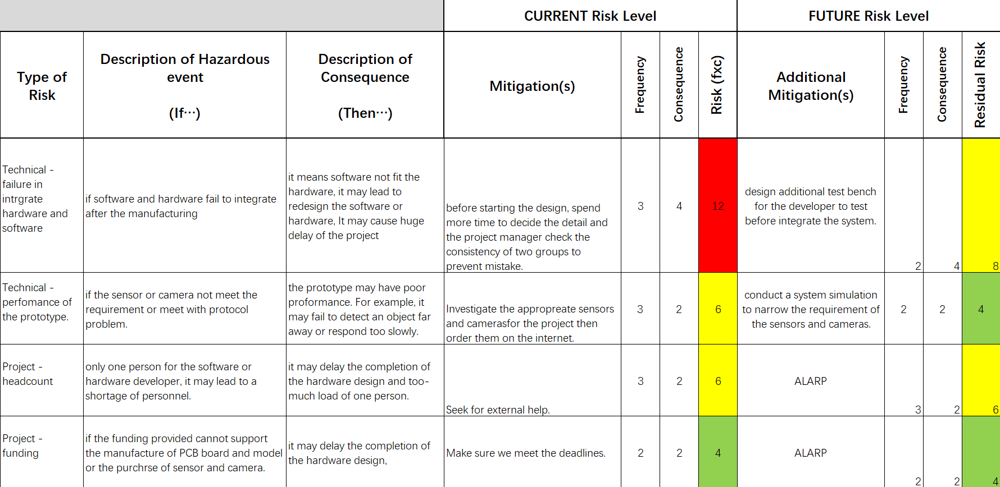 CURRENT Risk Level
FUTURE Risk Level
Type of
Risk
Description of Hazardous
event
(If···)
Description of
Consequence
(Then···)
Mitigation(s)
Frequency
Consequence
Risk (fxc)
Additional
Mitigation(s)
Frequency
Consequence
Residual Risk
Technical -
failure in
intrgrate
hardware and
software
if software and hardware fail to integrate
after the manufacturing
it means software not fit the
hardware, it may lead to
redesign the software or
hardware, It may cause huge
delay of the project
before starting the design, spend
more time to decide the detail and
the project manager check the
consistency of two groups to
prevent mistake.
3
4
12
design additional test bench
for the developer to test
before integrate the system.
2
4
8
Technical -
perfomance of
the prototype.
if the sensor or camera not meet the
requirement or meet with protocol
problem.
the prototype may have poor
proformance. For example, it
may fail to detect an object far
away or respond too slowly.
Investigate the appropreate sensors
and camerasfor the project then
order them on the internet.
3
2
6
conduct a system simulation
to narrow the requirement of
the sensors and cameras.
2
2
4
Project -
headcount
only one person for the software or
hardware developer, it may lead to a
shortage of personnel.
it may delay the completion of
the hardware design and too-
much load of one person.
Seek for external help.
3
2
6
ALARP
3
2
6
Project -
funding
if the funding provided cannot support
the manufacture of PCB board and model
or the purchrse of sensor and camera.
it may delay the completion of
the hardware design,
Make sure we meet the deadlines.
2
2
4
ALARP
2
2
4